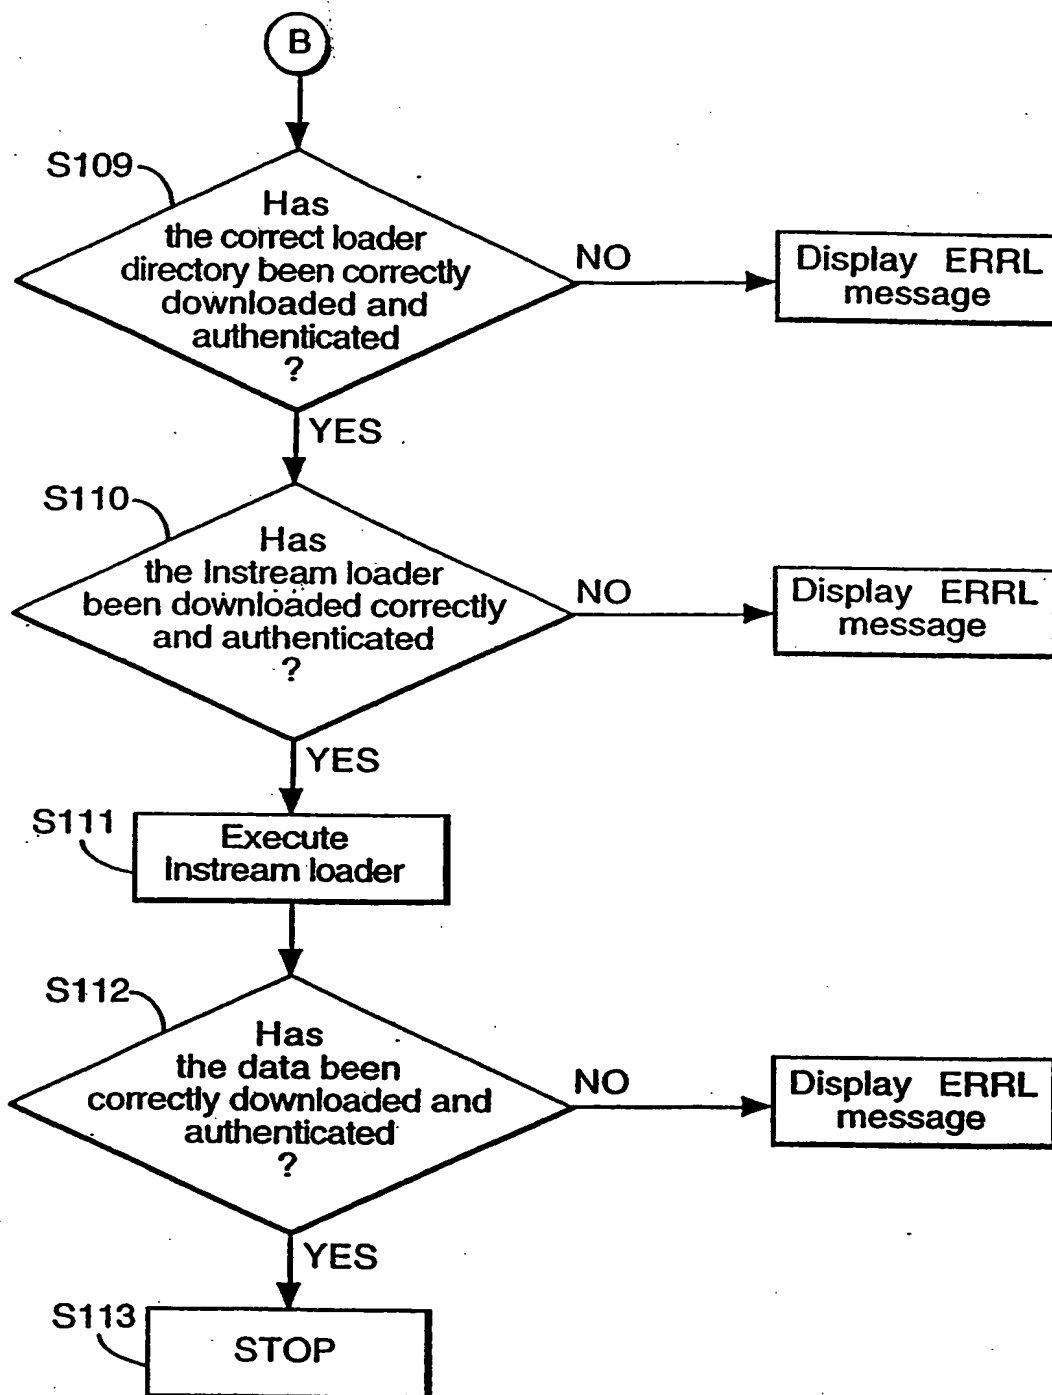 B
S109
Has
the correct loader
directory been correctly
downloaded and
authenticated
?
NO
Display ERRL
message
YES
S110
Has
the Instream loader
been downloaded correctly
and authenticated
?
NO
Display ERRL
message
YES
S111
Execute
Instream loader
S112
Has
the data been
correctly downloaded and
authenticated
?
NO
Display ERRL
message
YES
S113
STOP